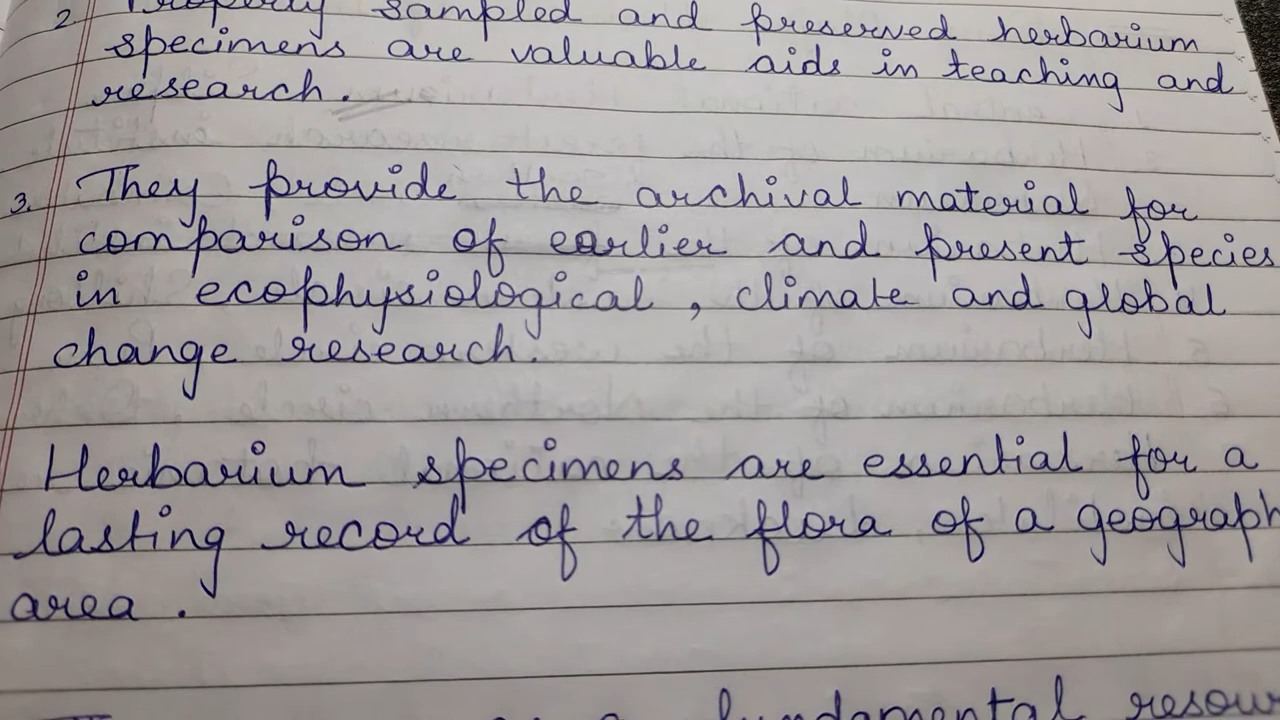 2. Properly sampled and preserved herbarium
specimens are valuable aids in teaching and
research.
3. They provide the archival material for
comparison of earlier and present species
in ecophysiological, climate and global
change research.
Herbarium specimens are essential for a
lasting record of the flora of a geograph
area.
a fundamental resour